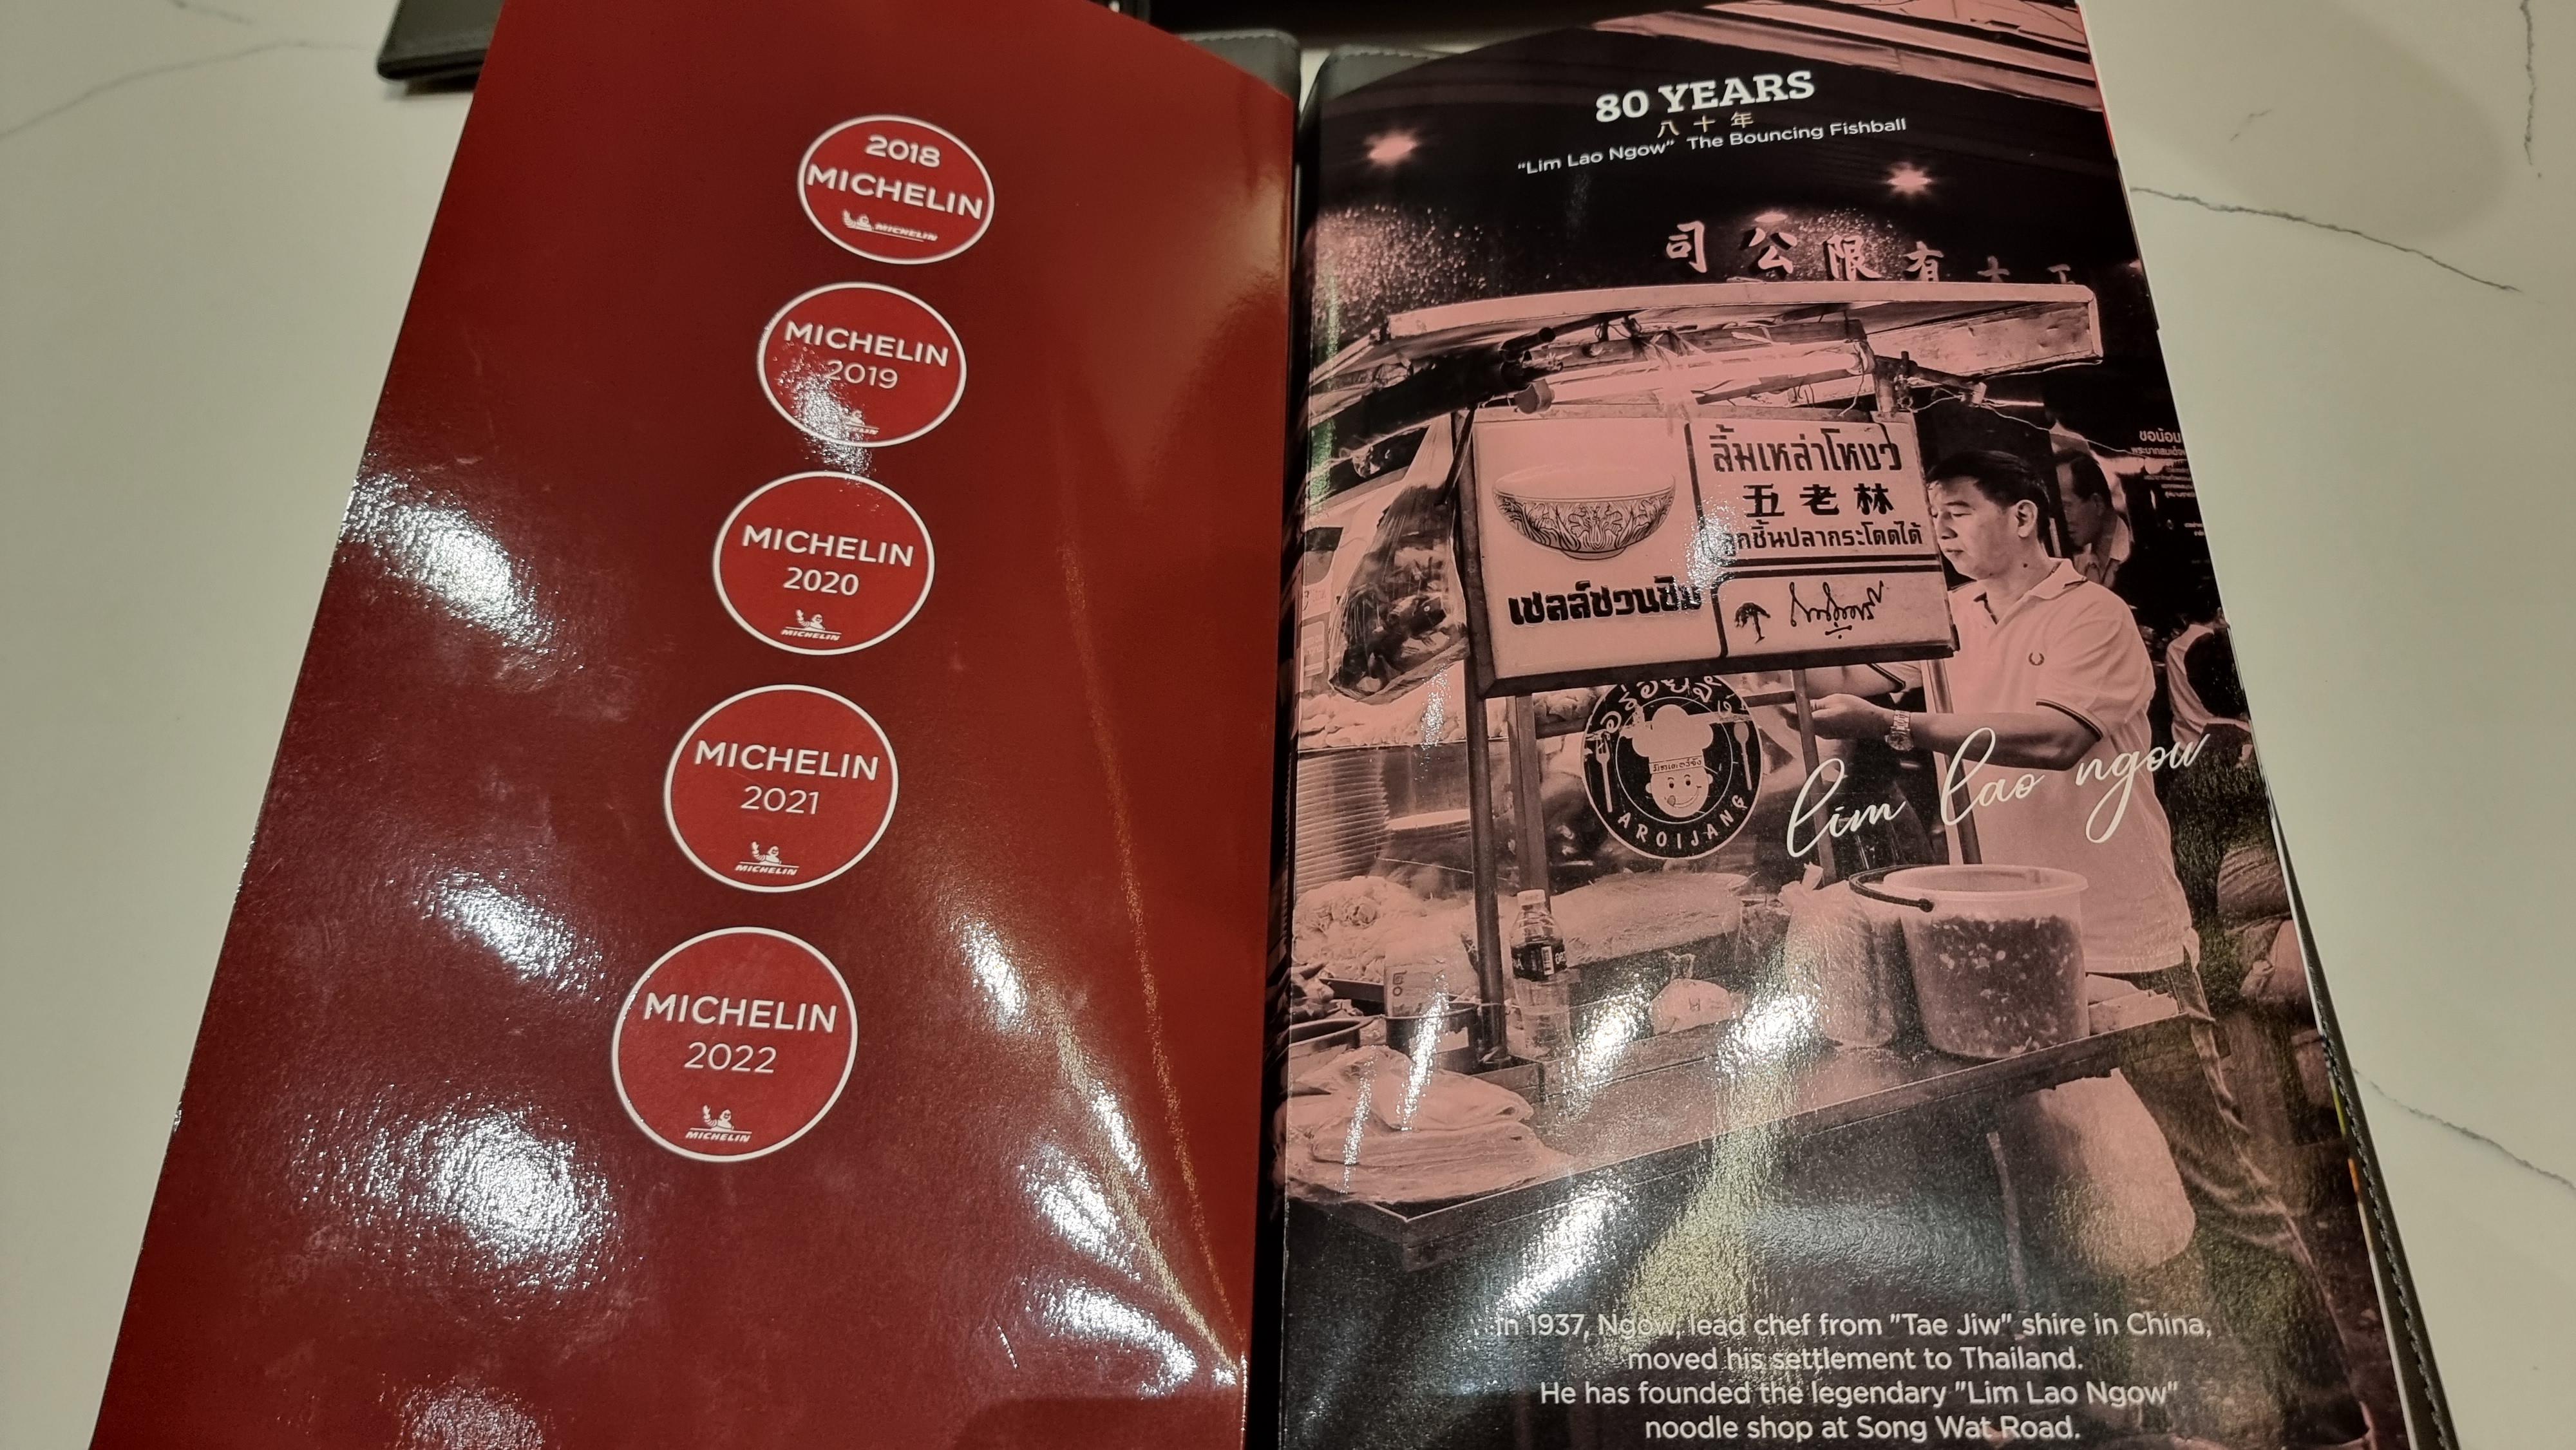 2018
MICHELIN
MICHELIN
MICHELIN
2019
MICHELIN
2020
MICHELIN
MICHELIN
2021
MICHELIN
MICHELIN
2022
MICHELIN
80 YEARS
八十年
"Lim Lao Ngow" The Bouncing Fishball
司公限有
ลิ้มเหล่าโหงว
五老林
ลูกชิ้นปลากระโดดได้
เชลล์ชวนชิม
AROIJANG
lim lao ngow
In 1937, Ngow, lead chef from "Tae Jiw" shire in China,
moved his settlement to Thailand.
He has founded the legendary "Lim Lao Ngow"
noodle shop at Song Wat Road.